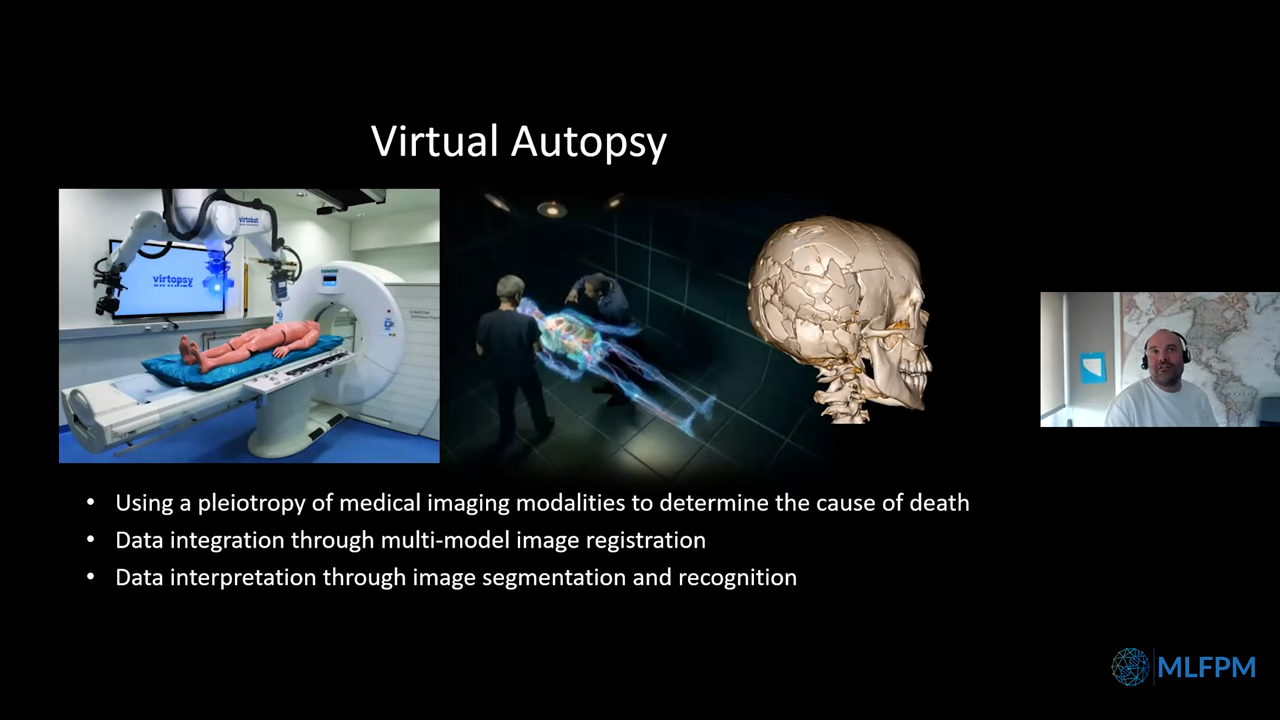 Virtual Autopsy
virtobot
virtopsy
SIEMENS
• Using a pleiotropy of medical imaging modalities to determine the cause of death
• Data integration through multi-model image registration
• Data interpretation through image segmentation and recognition
MLFPM